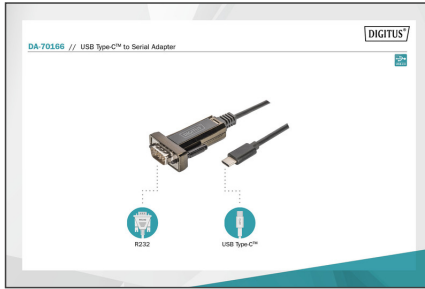 DIGITUS®
DA-70166 // USB Type-C™ to Serial Adapter
R232
USB Type-C™